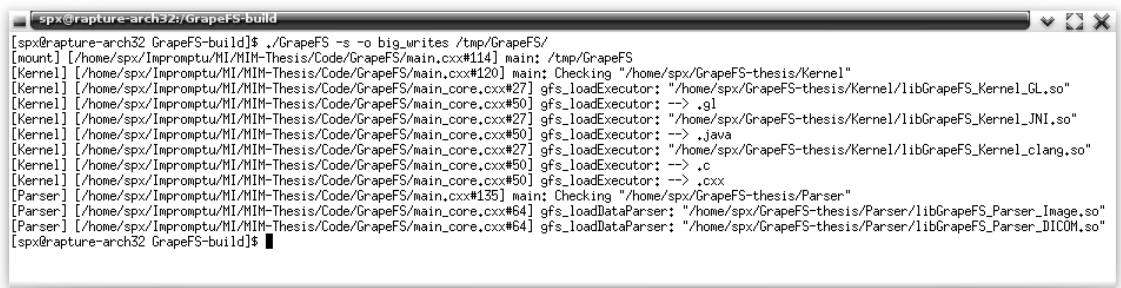 spx@rapture-arch32:/GrapeFS-build
[spx@rapture-arch32 GrapeFS-build]$ ./GrapeFS -s -o big_writes /tmp/GrapeFS/
[mount] [/home/spx/Impromptu/MI/MIM-Thesis/Code/GrapeFS/main.cxx#114] main: /tmp/GrapeFS
[Kernel] [/home/spx/Impromptu/MI/MIM-Thesis/Code/GrapeFS/main.cxx#120] main: Checking "/home/spx/GrapeFS-thesis/Kernel"
[Kernel] [/home/spx/Impromptu/MI/MIM-Thesis/Code/GrapeFS/main_core.cxx#27] gfs_loadExecutor: "/home/spx/GrapeFS-thesis/Kernel/libGrapeFS_Kernel_GL.so"
[Kernel] [/home/spx/Impromptu/MI/MIM-Thesis/Code/GrapeFS/main_core.cxx#50] gfs_loadExecutor: --> .gl
[Kernel] [/home/spx/Impromptu/MI/MIM-Thesis/Code/GrapeFS/main_core.cxx#27] gfs_loadExecutor: "/home/spx/GrapeFS-thesis/Kernel/libGrapeFS_Kernel_JNI.so"
[Kernel] [/home/spx/Impromptu/MI/MIM-Thesis/Code/GrapeFS/main_core.cxx#50] gfs_loadExecutor: --> .java
[Kernel] [/home/spx/Impromptu/MI/MIM-Thesis/Code/GrapeFS/main_core.cxx#27] gfs_loadExecutor: "/home/spx/GrapeFS-thesis/Kernel/libGrapeFS_Kernel_clang.so"
[Kernel] [/home/spx/Impromptu/MI/MIM-Thesis/Code/GrapeFS/main_core.cxx#50] gfs_loadExecutor: --> .c
[Kernel] [/home/spx/Impromptu/MI/MIM-Thesis/Code/GrapeFS/main_core.cxx#50] gfs_loadExecutor: --> .cxx
[Parser] [/home/spx/Impromptu/MI/MIM-Thesis/Code/GrapeFS/main.cxx#135] main: Checking "/home/spx/GrapeFS-thesis/Parser"
[Parser] [/home/spx/Impromptu/MI/MIM-Thesis/Code/GrapeFS/main_core.cxx#64] gfs_loadDataParser: "/home/spx/GrapeFS-thesis/Parser/libGrapeFS_Parser_Image.so"
[Parser] [/home/spx/Impromptu/MI/MIM-Thesis/Code/GrapeFS/main_core.cxx#64] gfs_loadDataParser: "/home/spx/GrapeFS-thesis/Parser/libGrapeFS_Parser_DICOM.so"
[spx@rapture-arch32 GrapeFS-build]$